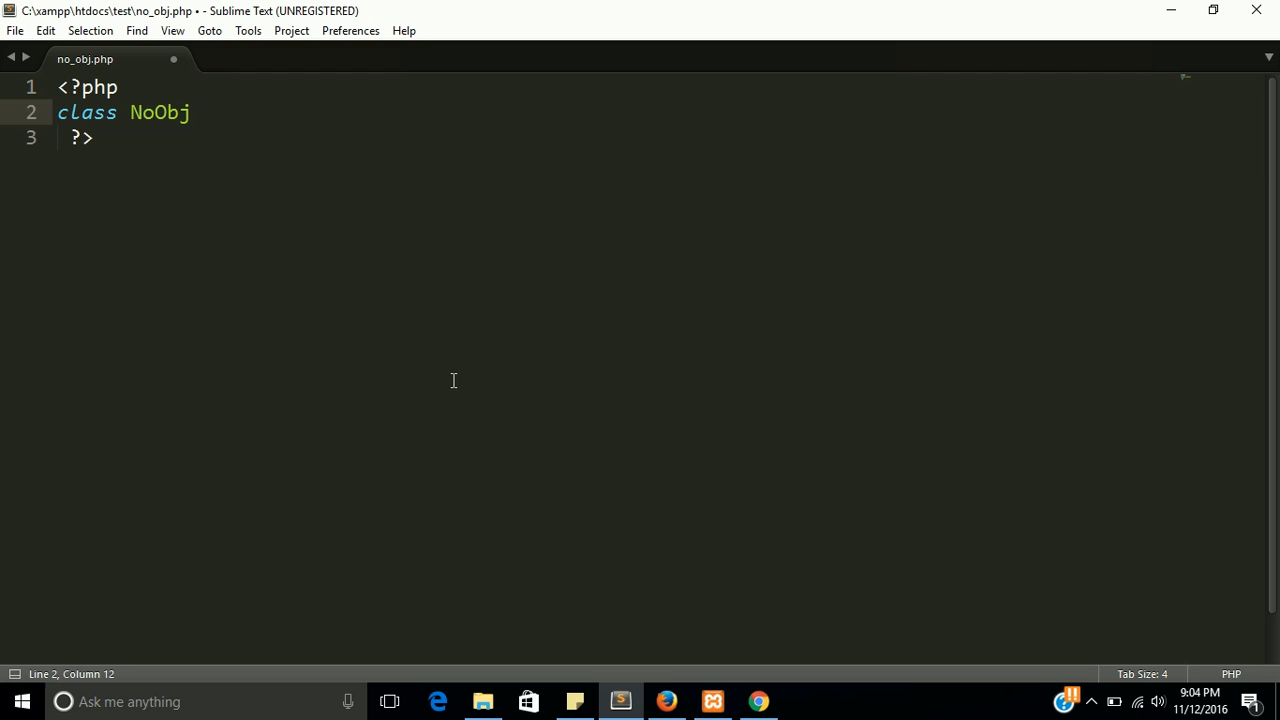 C:\xampp\htdocs\test\no_obj.php • - Sublime Text (UNREGISTERED)
File Edit Selection Find View Goto Tools Project Preferences Help
no_obj.php
1 <?php
2 class NoObj
3 ?>
Line 2, Column 12 Tab Size: 4 PHP
Ask me anything
9:04 PM
11/12/2016
1